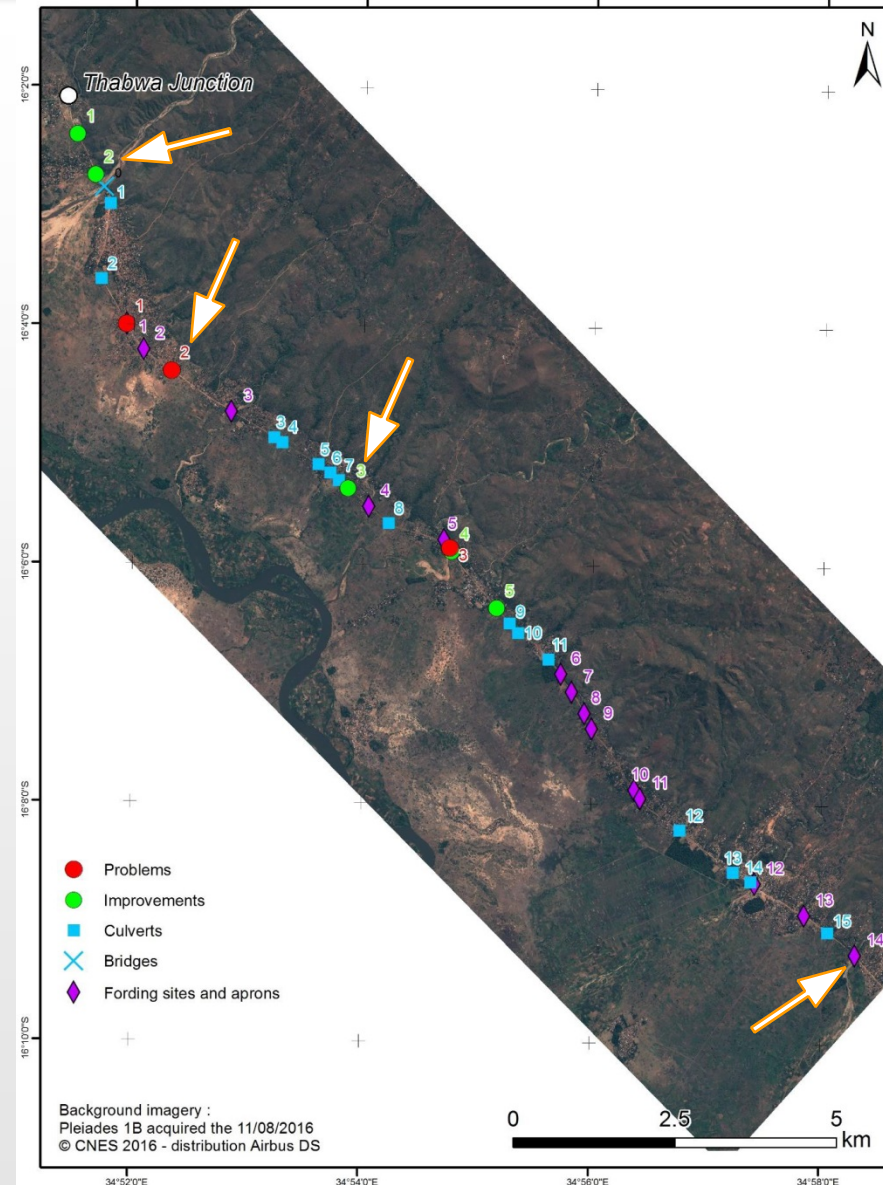 N
Thabwa Junction
16°2'0"S
1
2
0
1
2
16°4'0"S
1
1
2
2
3
3
4
5
6
7
3
4
8
5
4
3
16°6'0"S
5
9
10
11
6
7
8
9
16°8'0"S
10
11
12
13
14
12
13
15
14
Problems
Improvements
Culverts
Bridges
Fording sites and aprons
16°10'0"S
Background imagery :
Pleiades 1B acquired the 11/08/2016
© CNES 2016 - distribution Airbus DS
0 2.5 5
km
34°52'0"E 34°54'0"E 34°56'0"E 34°58'0"E